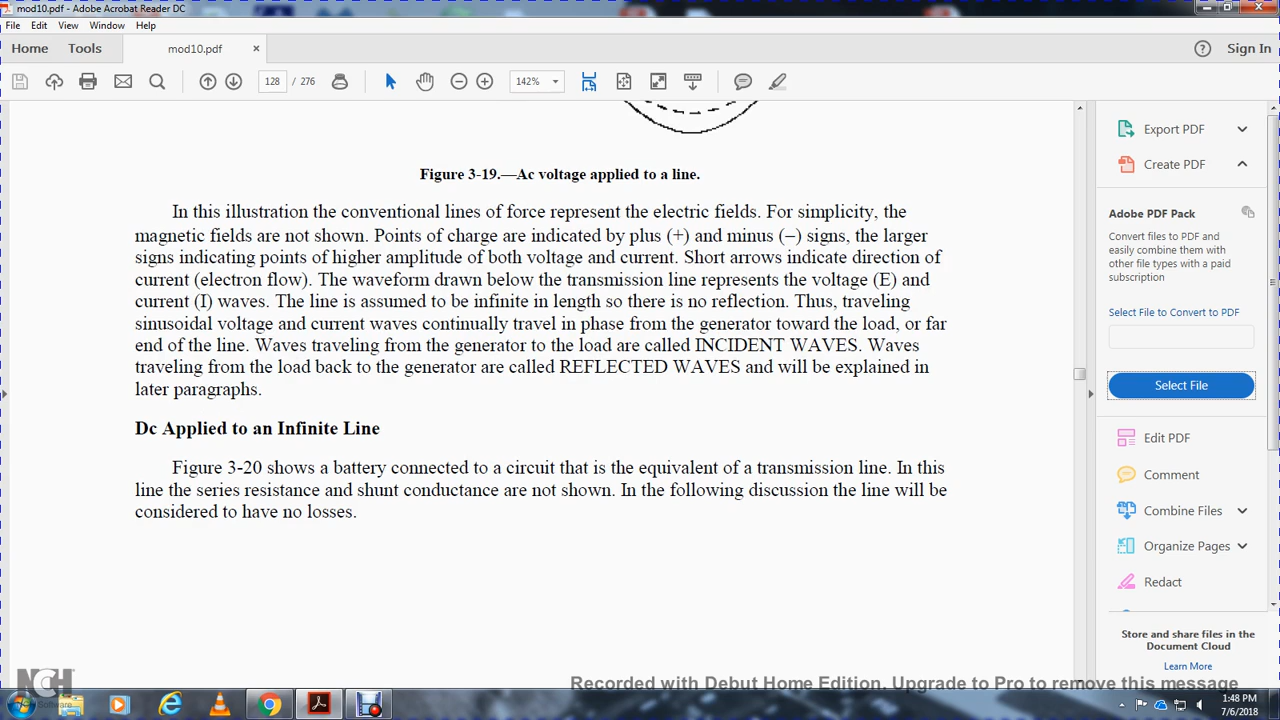 mod10.pdf - Adobe Acrobat Reader DC
File Edit View Window Help
Home Tools mod10.pdf × Sign In
128 / 276 142%
Figure 3-19.—Ac voltage applied to a line.
In this illustration the conventional lines of force represent the electric fields. For simplicity, the
magnetic fields are not shown. Points of charge are indicated by plus (+) and minus (−) signs, the larger
signs indicating points of higher amplitude of both voltage and current. Short arrows indicate direction of
current (electron flow). The waveform drawn below the transmission line represents the voltage (E) and
current (I) waves. The line is assumed to be infinite in length so there is no reflection. Thus, traveling
sinusoidal voltage and current waves continually travel in phase from the generator toward the load, or far
end of the line. Waves traveling from the generator to the load are called INCIDENT WAVES. Waves
traveling from the load back to the generator are called REFLECTED WAVES and will be explained in
later paragraphs.
Dc Applied to an Infinite Line
Figure 3-20 shows a battery connected to a circuit that is the equivalent of a transmission line. In this
line the series resistance and shunt conductance are not shown. In the following discussion the line will be
considered to have no losses.
Export PDF
Create PDF
Adobe PDF Pack
Convert files to PDF and
easily combine them with
other file types with a paid
subscription
Select File to Convert to PDF
Select File
Edit PDF
Comment
Combine Files
Organize Pages
Redact
Store and share files in the
Document Cloud
Learn More
NCH
Software
Recorded with Debut Home Edition. Upgrade to Pro to remove this message
1:48 PM
7/6/2018